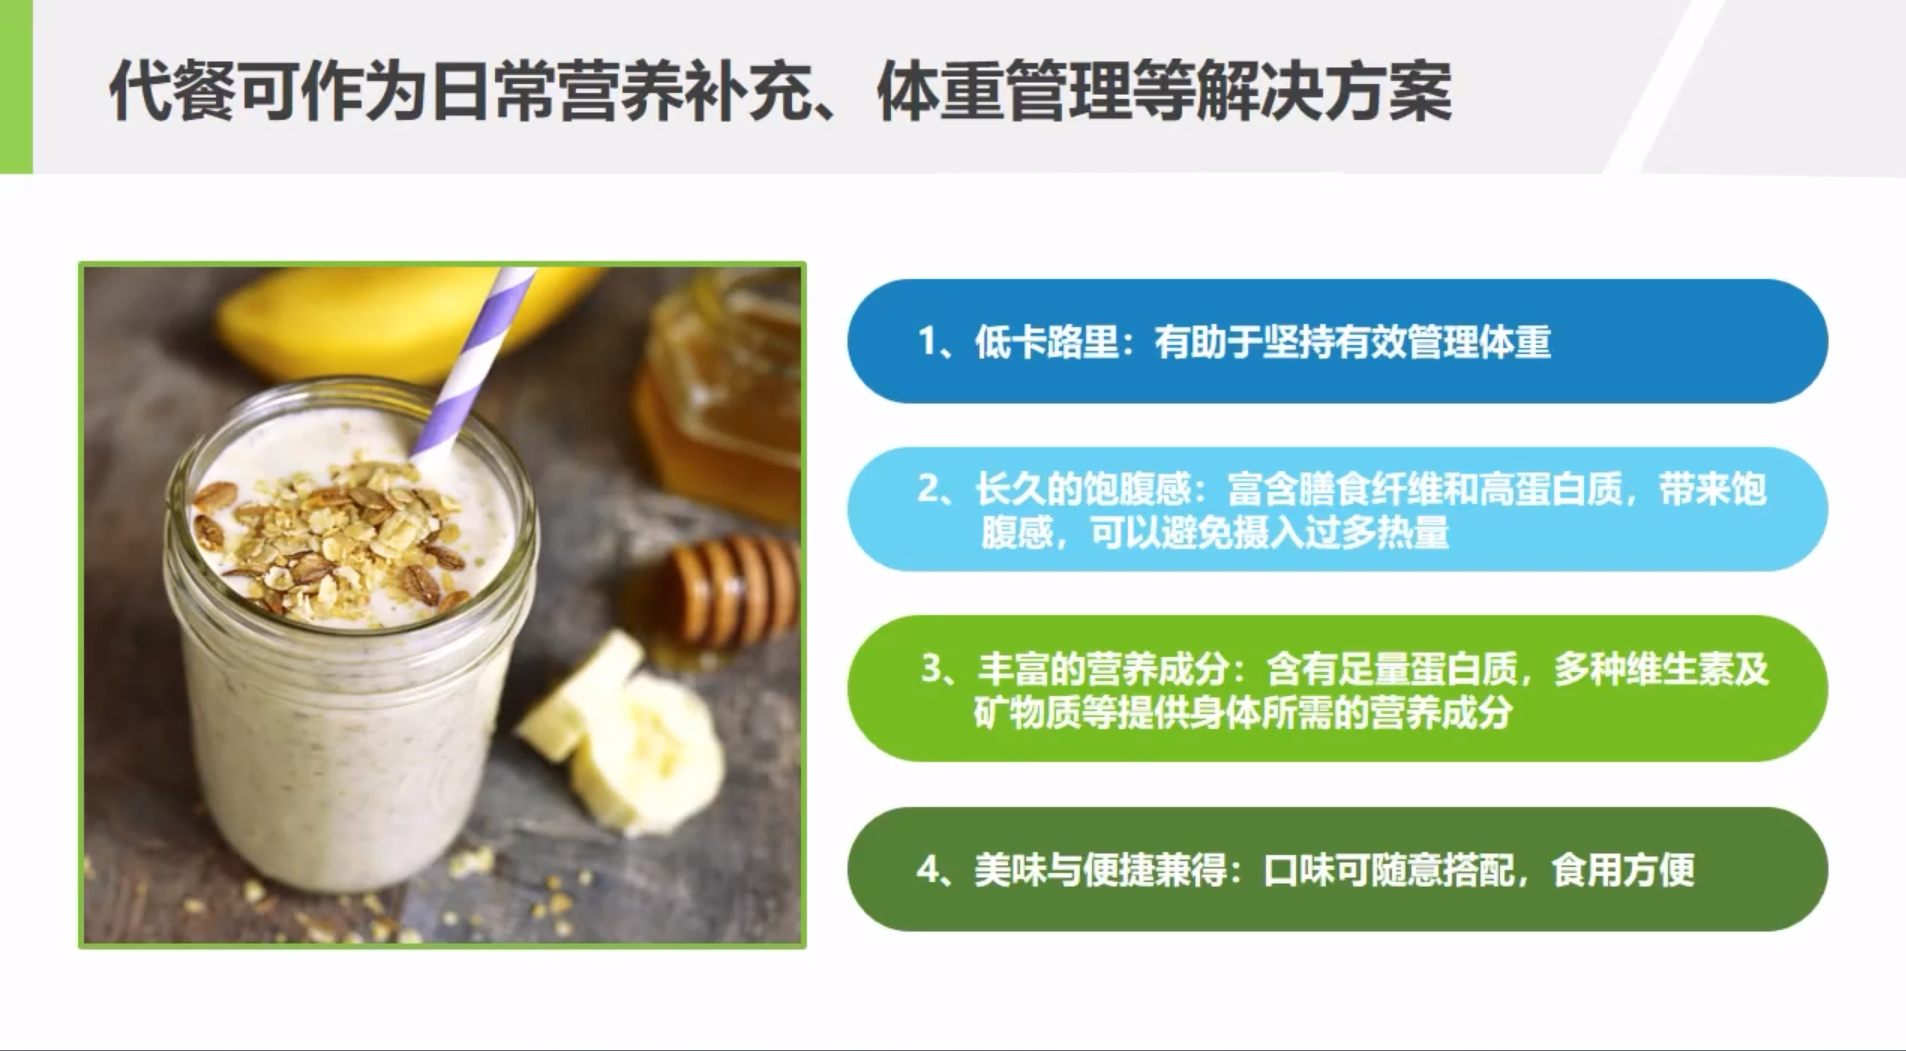 代餐可作为日常营养补充、体重管理等解决方案
1、低卡路里：有助于坚持有效管理体重
2、长久的饱腹感：富含膳食纤维和高蛋白质，带来饱
腹感，可以避免摄入过多热量
3、丰富的营养成分：含有足量蛋白质，多种维生素及
矿物质等提供身体所需的营养成分
4、美味与便捷兼得：口味可随意搭配，食用方便